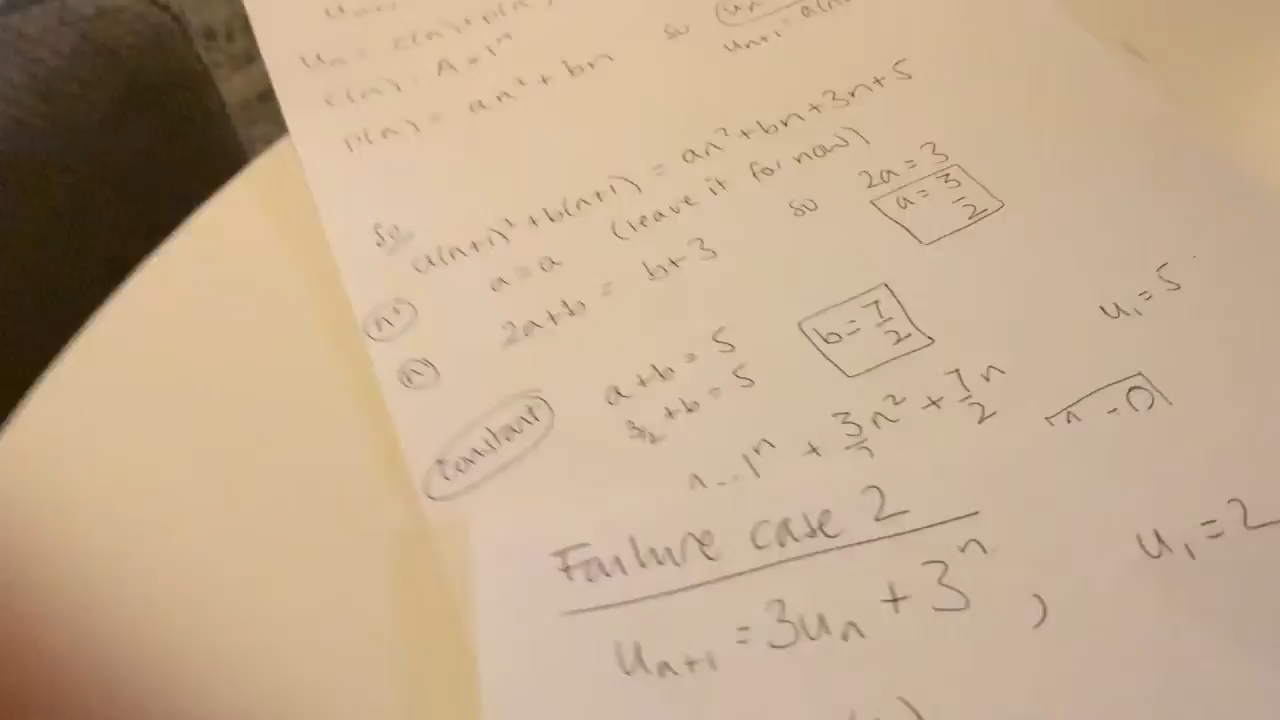 uₙ = c(n) + p(n)
c(n) = A × 1ⁿ
p(n) = an² + bn so
so
a(n+1)² + b(n+1) = an² + bn + 3n + 5
n² a = a (leave it for now)
n 2a+b = b+3 so 2a = 3
a = 3/2
constant a + b = 5
3/2 + b = 5 b = 7/2
u₁ = 5
1ⁿ + 3/2 n² + 7/2 n
Failure case 2
uₙ₊₁ = 3uₙ + 3ⁿ , u₁ = 2